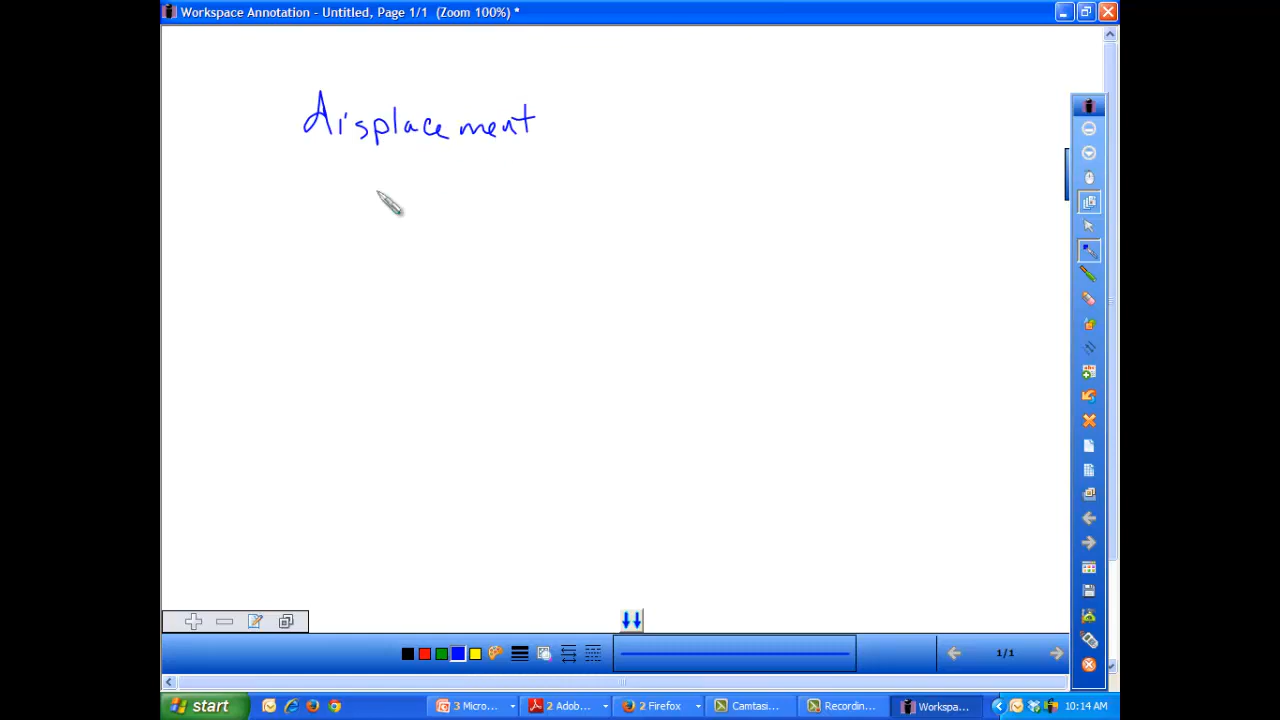 Workspace Annotation - Untitled, Page 1/1 (Zoom 100%) *
Displacement
1/1
start
3 Micro...
2 Adob...
2 Firefox
Camtasi...
Recordin...
Workspa...
10:14 AM